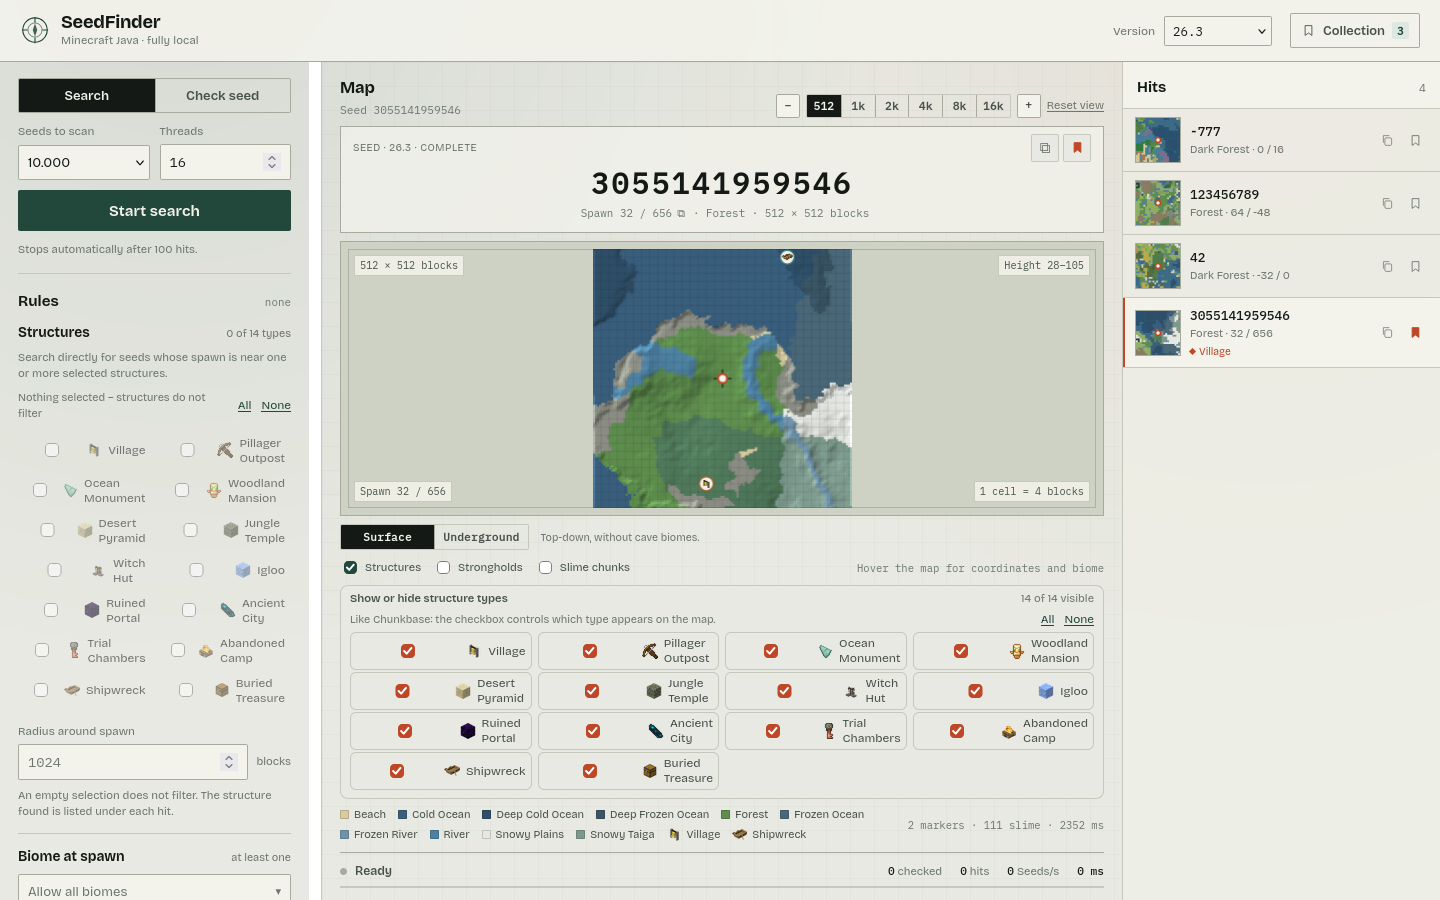 SeedFinder
Minecraft Java · fully local
Version
26.3
Collection 3
Search
Check seed
Seeds to scan
Threads
10.000
16
Start search
Stops automatically after 100 hits.
Rules
none
Structures
0 of 14 types
Search directly for seeds whose spawn is near one
or more selected structures.
Nothing selected – structures do not
filter
All None
Village
Pillager
Outpost
Ocean
Monument
Woodland
Mansion
Desert
Pyramid
Jungle
Temple
Witch
Hut
Igloo
Ruined
Portal
Ancient
City
Trial
Chambers
Abandoned
Camp
Shipwreck
Buried
Treasure
Radius around spawn
1024
blocks
An empty selection does not filter. The structure
found is listed under each hit.
Biome at spawn
at least one
Allow all biomes
Map
Seed 3055141959546
− 512 1k 2k 4k 8k 16k + Reset view
SEED · 26.3 · COMPLETE
3055141959546
Spawn 32 / 656 · Forest · 512 × 512 blocks
512 × 512 blocks
Height 28–105
Spawn 32 / 656
1 cell = 4 blocks
Surface
Underground
Top-down, without cave biomes.
Structures
Strongholds
Slime chunks
Hover the map for coordinates and biome
Show or hide structure types
14 of 14 visible
Like Chunkbase: the checkbox controls which type appears on the map.
All None
Village
Pillager
Outpost
Ocean
Monument
Woodland
Mansion
Desert
Pyramid
Jungle
Temple
Witch
Hut
Igloo
Ruined
Portal
Ancient
City
Trial
Chambers
Abandoned
Camp
Shipwreck
Buried
Treasure
Beach Cold Ocean Deep Cold Ocean Deep Frozen Ocean Forest Frozen Ocean
Frozen River River Snowy Plains Snowy Taiga Village Shipwreck
2 markers · 111 slime · 2352 ms
Ready
0 checked 0 hits 0 Seeds/s 0 ms
Hits
4
-777
Dark Forest · 0 / 16
123456789
Forest · 64 / -48
42
Dark Forest · -32 / 0
3055141959546
Forest · 32 / 656
Village